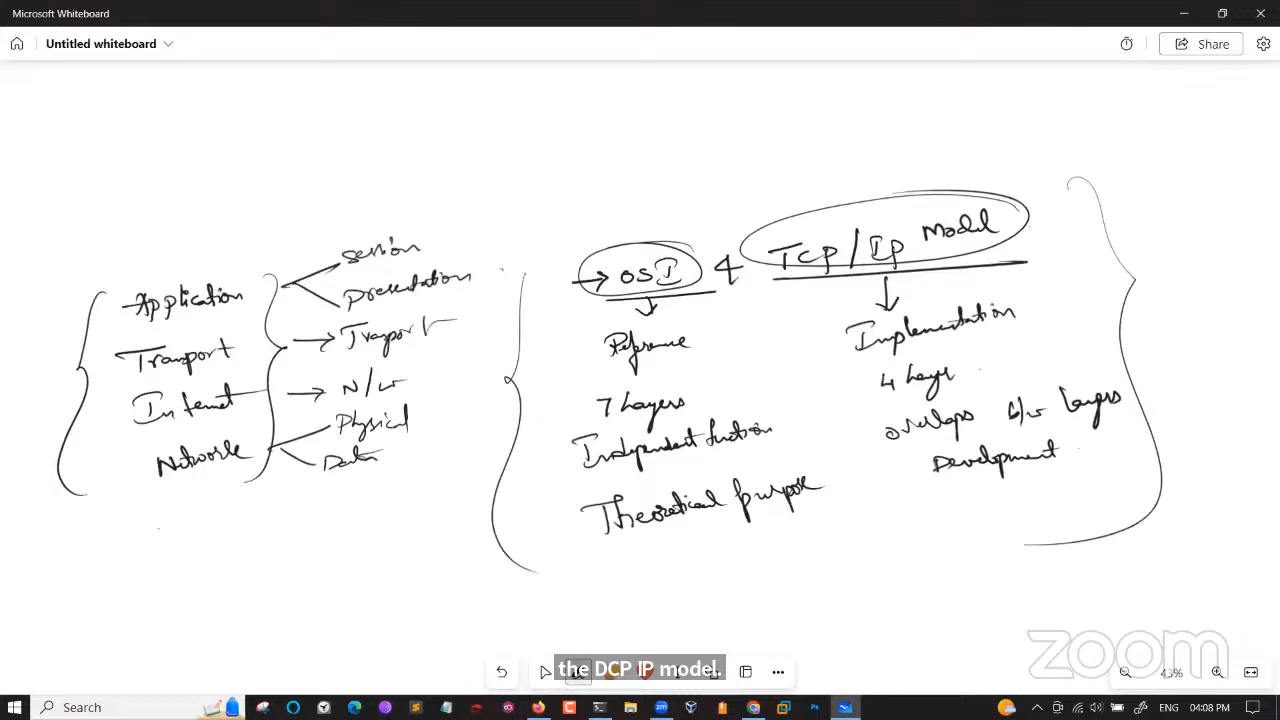 Microsoft Whiteboard
Untitled whiteboard
Share
Application
Transport
Internet
Network
session
presentation
Transport
N/w
Physical
Data
OSI & TCP/IP Model
Reference
7 Layers
Independent function
Theoretical purpose
Implementation
4 Layer
overlaps b/w layers
Development
the DCP IP model.
zoom
43%
Search
ENG
04:08 PM